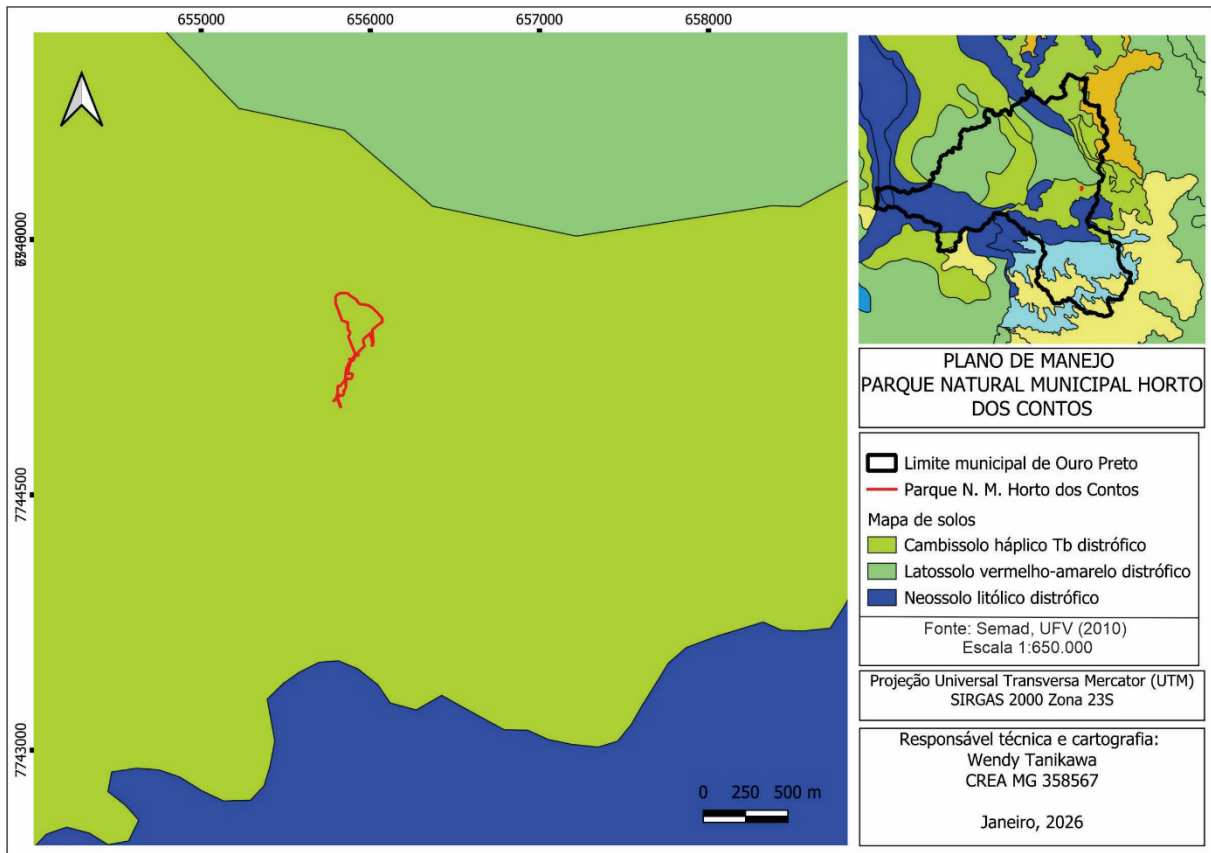 655000 656000 657000 658000
7744500
7743000
0 250 500 m
PLANO DE MANEJO
PARQUE NATURAL MUNICIPAL HORTO
DOS CONTOS
Limite municipal de Ouro Preto
Parque N. M. Horto dos Contos
Mapa de solos
Cambissolo háplico Tb distrófico
Latossolo vermelho-amarelo distrófico
Neossolo litólico distrófico
Fonte: Semad, UFV (2010)
Escala 1:650.000
Projeção Universal Transversa Mercator (UTM)
SIRGAS 2000 Zona 23S
Responsável técnica e cartografia:
Wendy Tanikawa
CREA MG 358567
Janeiro, 2026